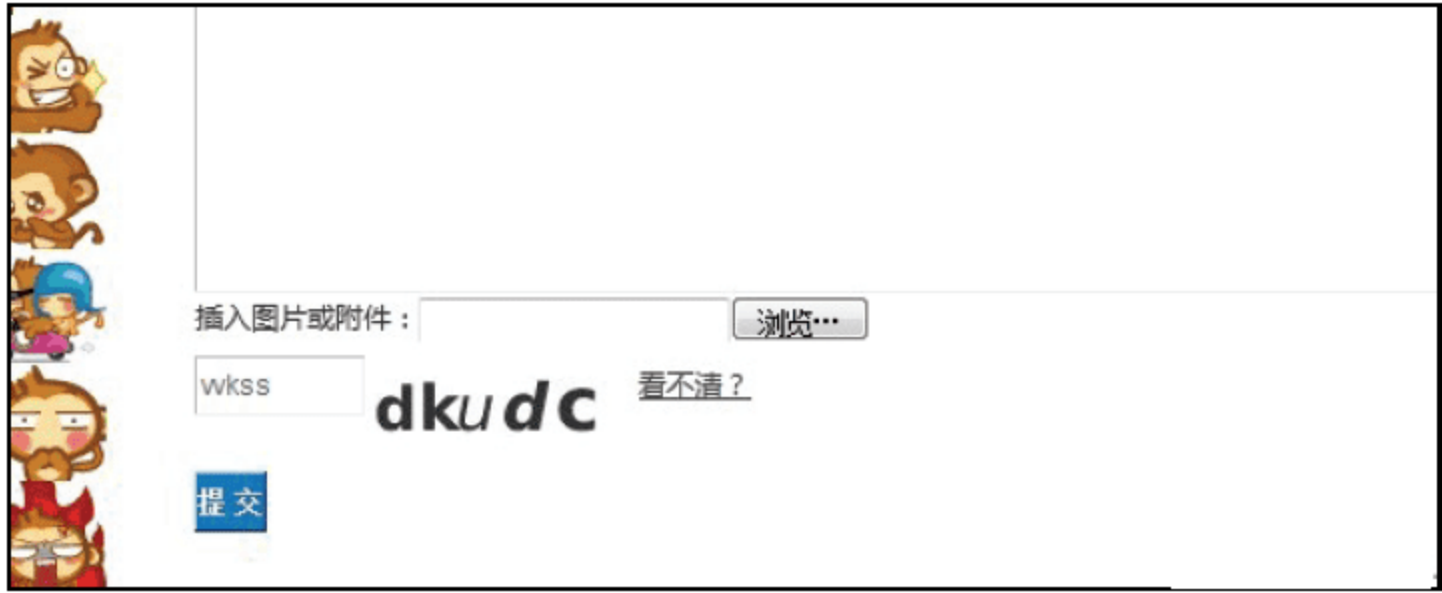 插入图片或附件：
浏览…
wkss
dkudc
看不清？
提 交